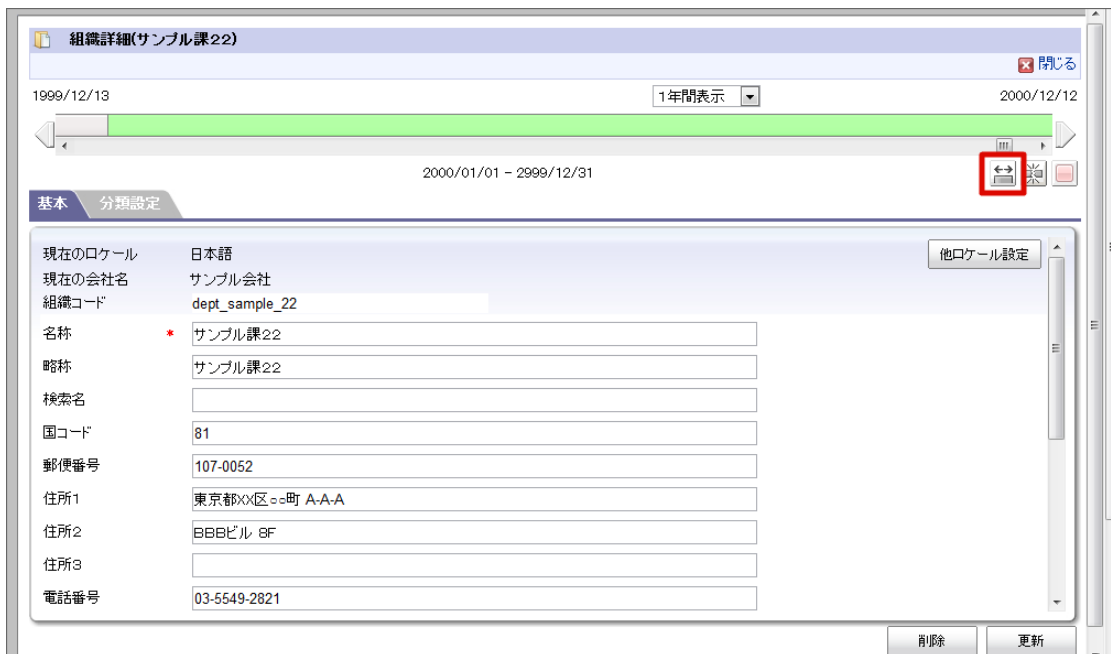 組織詳細(サンプル課22)
閉じる
1999/12/13 1年間表示 2000/12/12
2000/01/01 - 2999/12/31
基本 分類設定
現在のロケール 日本語 他ロケール設定
現在の会社名 サンプル会社
組織コード dept_sample_22
名称 * サンプル課22
略称 サンプル課22
検索名
国コード 81
郵便番号 107-0052
住所1 東京都XX区○○町 A-A-A
住所2 BBBビル 8F
住所3
電話番号 03-5549-2821
削除 更新